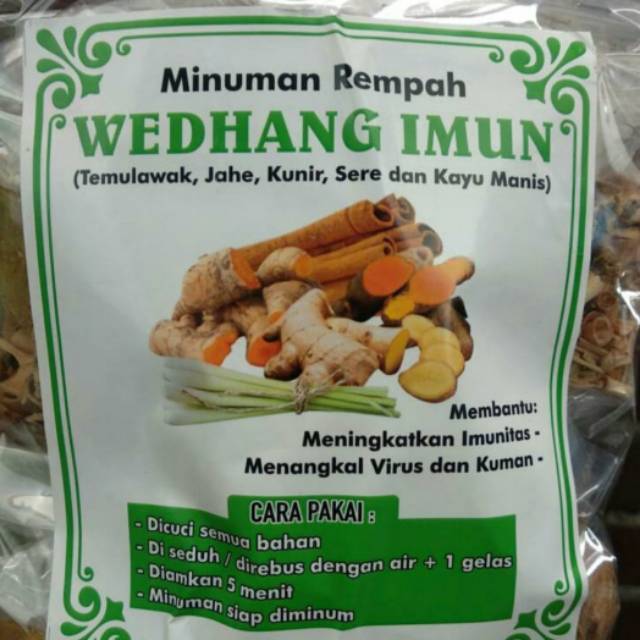 Minuman Rempah
WEDHANG IMUN
(Temulawak, Jahe, Kunir, Sere dan Kayu Manis)
Membantu:
Meningkatkan Imunitas -
Menangkal Virus dan Kuman -
CARA PAKAI :
- Dicuci semua bahan
- Di seduh / direbus dengan air + 1 gelas
- Diamkan 5 menit
- Minuman siap diminum